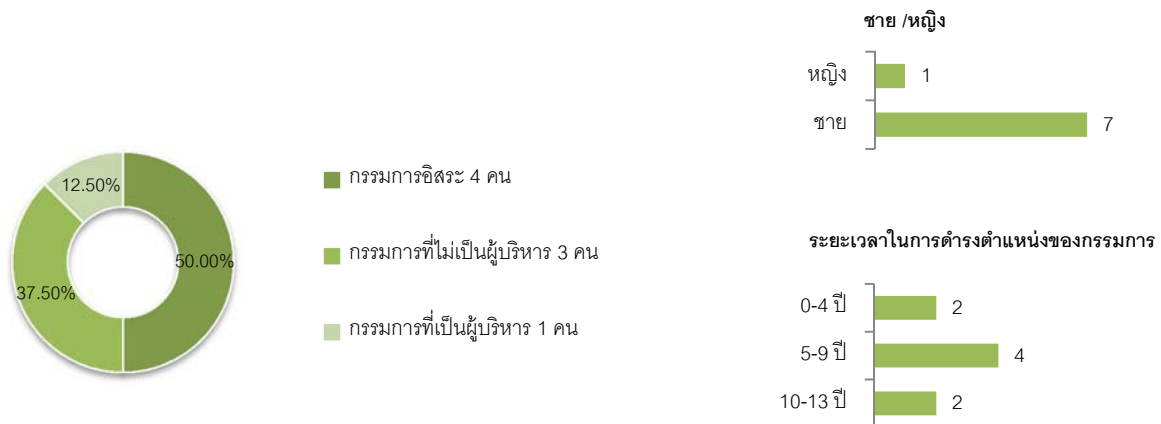 12.50%
50.00%
37.50%
กรรมการอิสระ 4 คน
กรรมการที่ไม่เป็นผู้บริหาร 3 คน
กรรมการที่เป็นผู้บริหาร 1 คน
ชาย /หญิง
หญิง 1
ชาย 7
ระยะเวลาในการดำรงตำแหน่งของกรรมการ
0-4 ปี 2
5-9 ปี 4
10-13 ปี 2